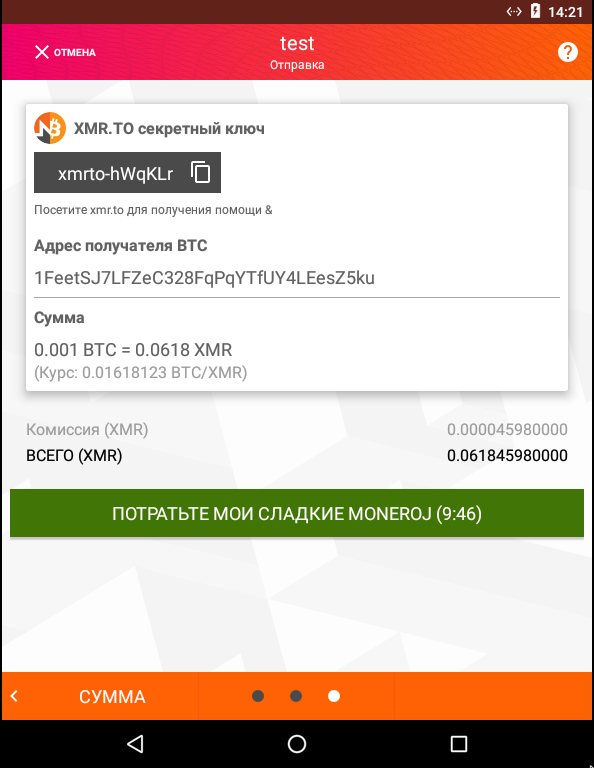 14:21
ОТМЕНА
test
Отправка
?
XMR.TO секретный ключ
xmrto-hWqKLr
Посетите xmr.to для получения помощи &
Адрес получателя BTC
1FeetSJ7LFZeC328FqPqYTfUY4LEesZ5ku
Сумма
0.001 BTC = 0.0618 XMR
(Курс: 0.01618123 BTC/XMR)
Комиссия (XMR) 0.000045980000
ВСЕГО (XMR) 0.061845980000
ПОТРАТЬТЕ МОИ СЛАДКИЕ MONEROJ (9:46)
СУММА